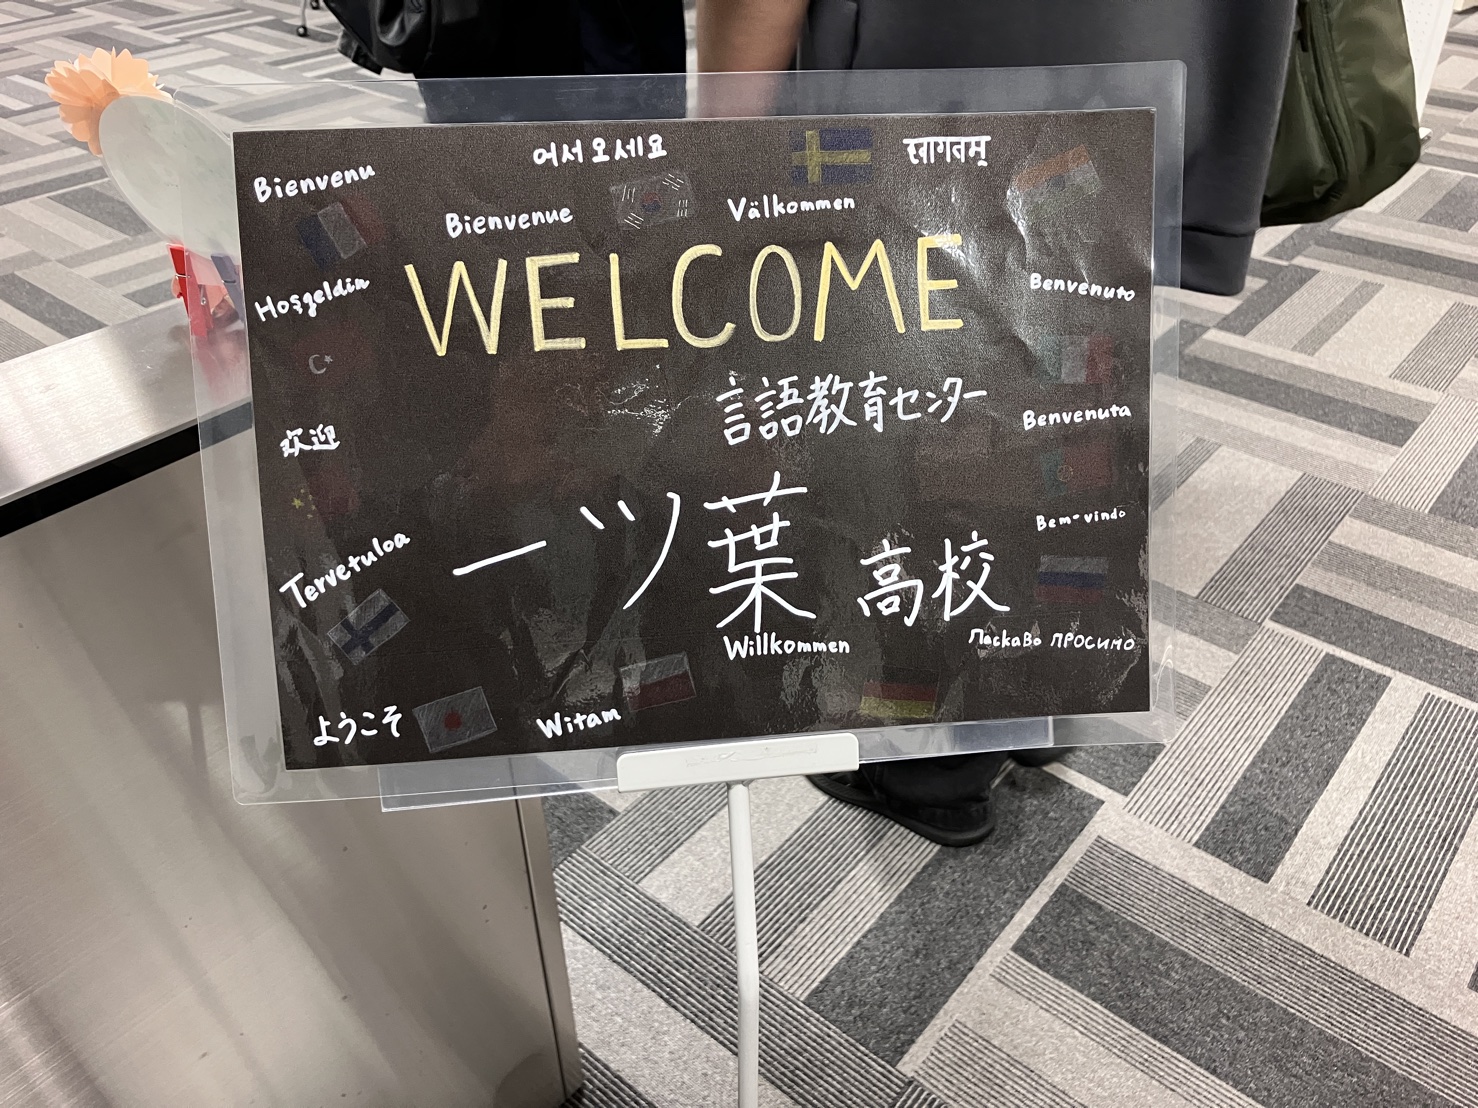 어서오세요
सागतम्
Bienvenu
Bienvenue
Välkommen
WELCOME
Hoşgeldin
Benvenuto
言語教育センター
Benvenuta
欢迎
一ツ葉高校
Bem-vindo
Tervetuloa
Willkommen
Ласкаво ПРОСИМО
ようこそ
Witam